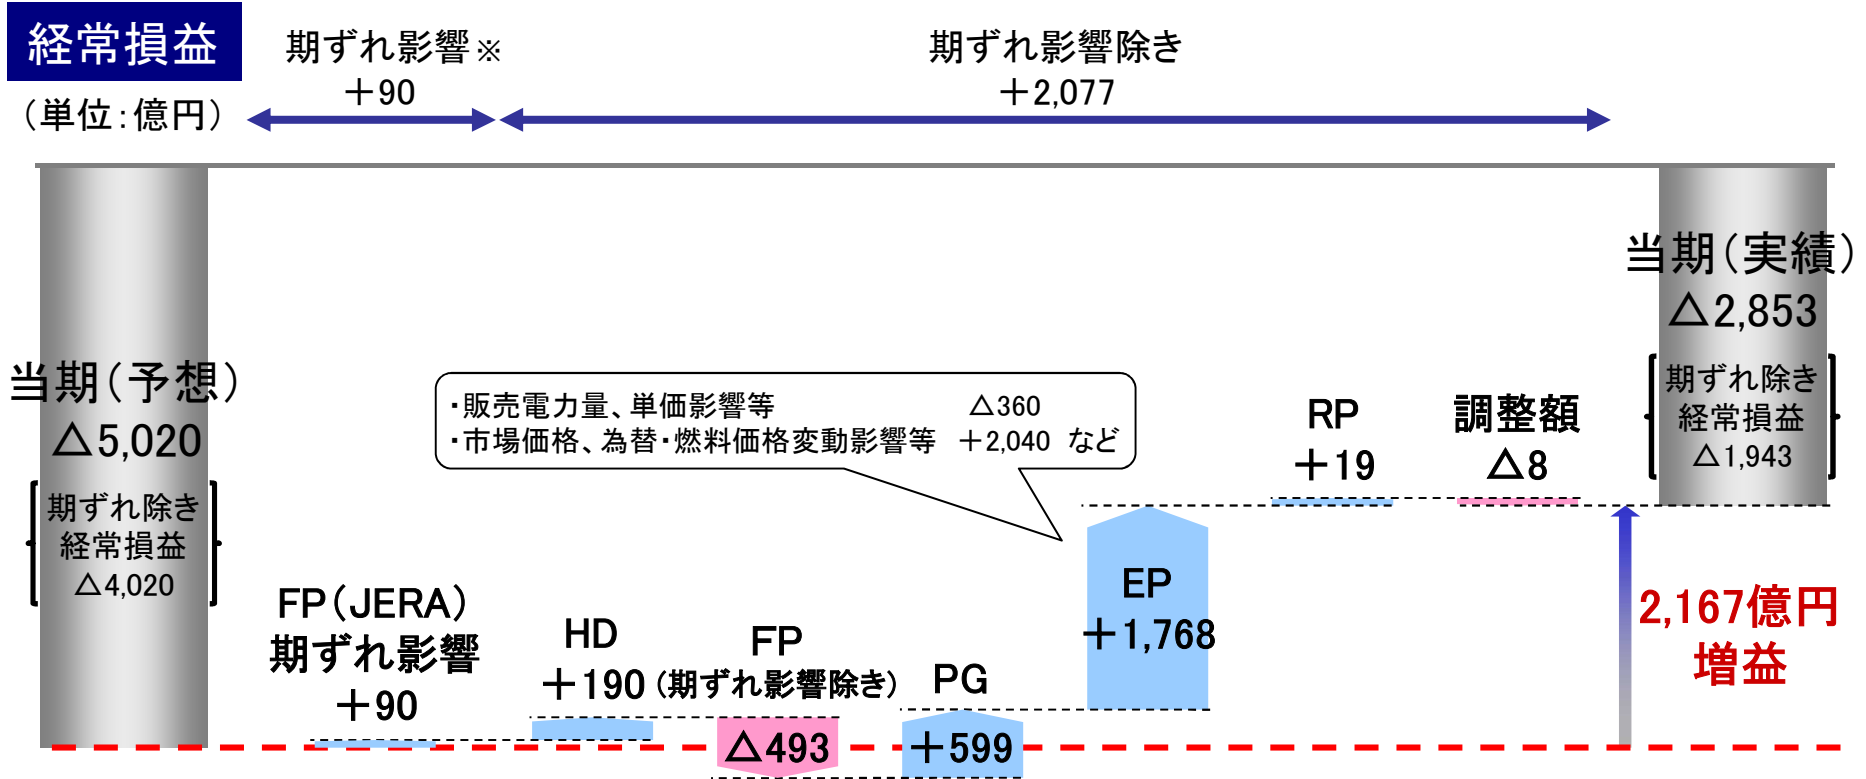 経常損益
(単位:億円)
期ずれ影響※
+90
期ずれ影響除き
+2,077
当期(予想)
△5,020
期ずれ除き
経常損益
△4,020
FP(JERA)
期ずれ影響
+90
HD
+190
FP
(期ずれ影響除き)
△493
PG
+599
・販売電力量、単価影響等 △360
・市場価格、為替・燃料価格変動影響等 +2,040 など
EP
+1,768
RP
+19
調整額
△8
当期(実績)
△2,853
期ずれ除き
経常損益
△1,943
2,167億円
増益